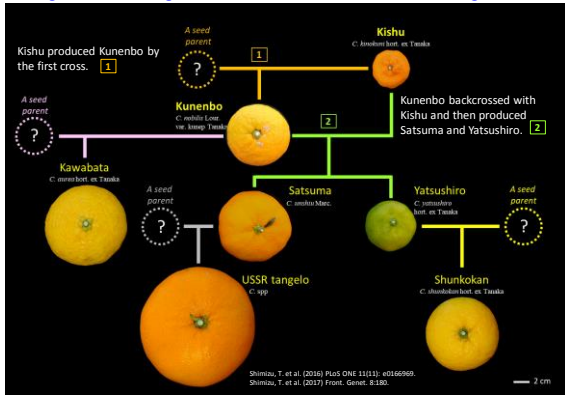 Kishu produced Kunenbo by
the first cross. 1
A seed
parent
?
1
Kishu
C. kinokuni hort. ex Tanaka
A seed
parent
?
Kunenbo
C. nobilis Lour.
var. kunep Tanaka
2
Kunenbo backcrossed with
Kishu and then produced
Satsuma and Yatsushiro. 2
Kawabata
hort. ex Tanaka
A seed
parent
?
Satsuma
C. unshiu Marc.
Yatsushiro
C. yatsushiro
hort. ex Tanaka
A seed
parent
?
USSR tangelo
C. spp
Shunkokan
C. shunkokan hort. ex Tanaka
Shimizu, T. et al. (2016) PLoS ONE 11(11): e0166969.
Shimizu, T. et al. (2017) Front. Genet. 8:180.
2 cm